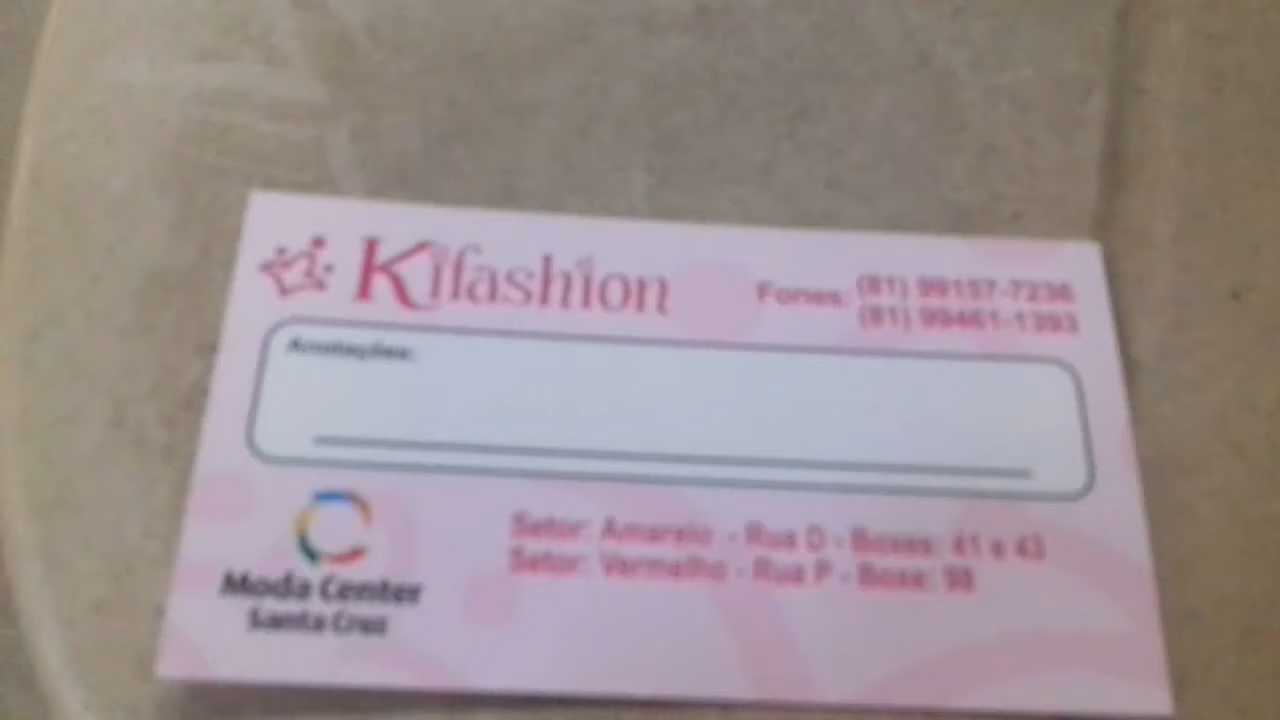 Kifashion
Fones: (81) 99157-7236
(81) 99461-1393
Anotações:
Moda Center
Santa Cruz
Setor: Amarelo - Rua D - Boxes: 41 e 43
Setor: Vermelho - Rua P - Boxe: 98